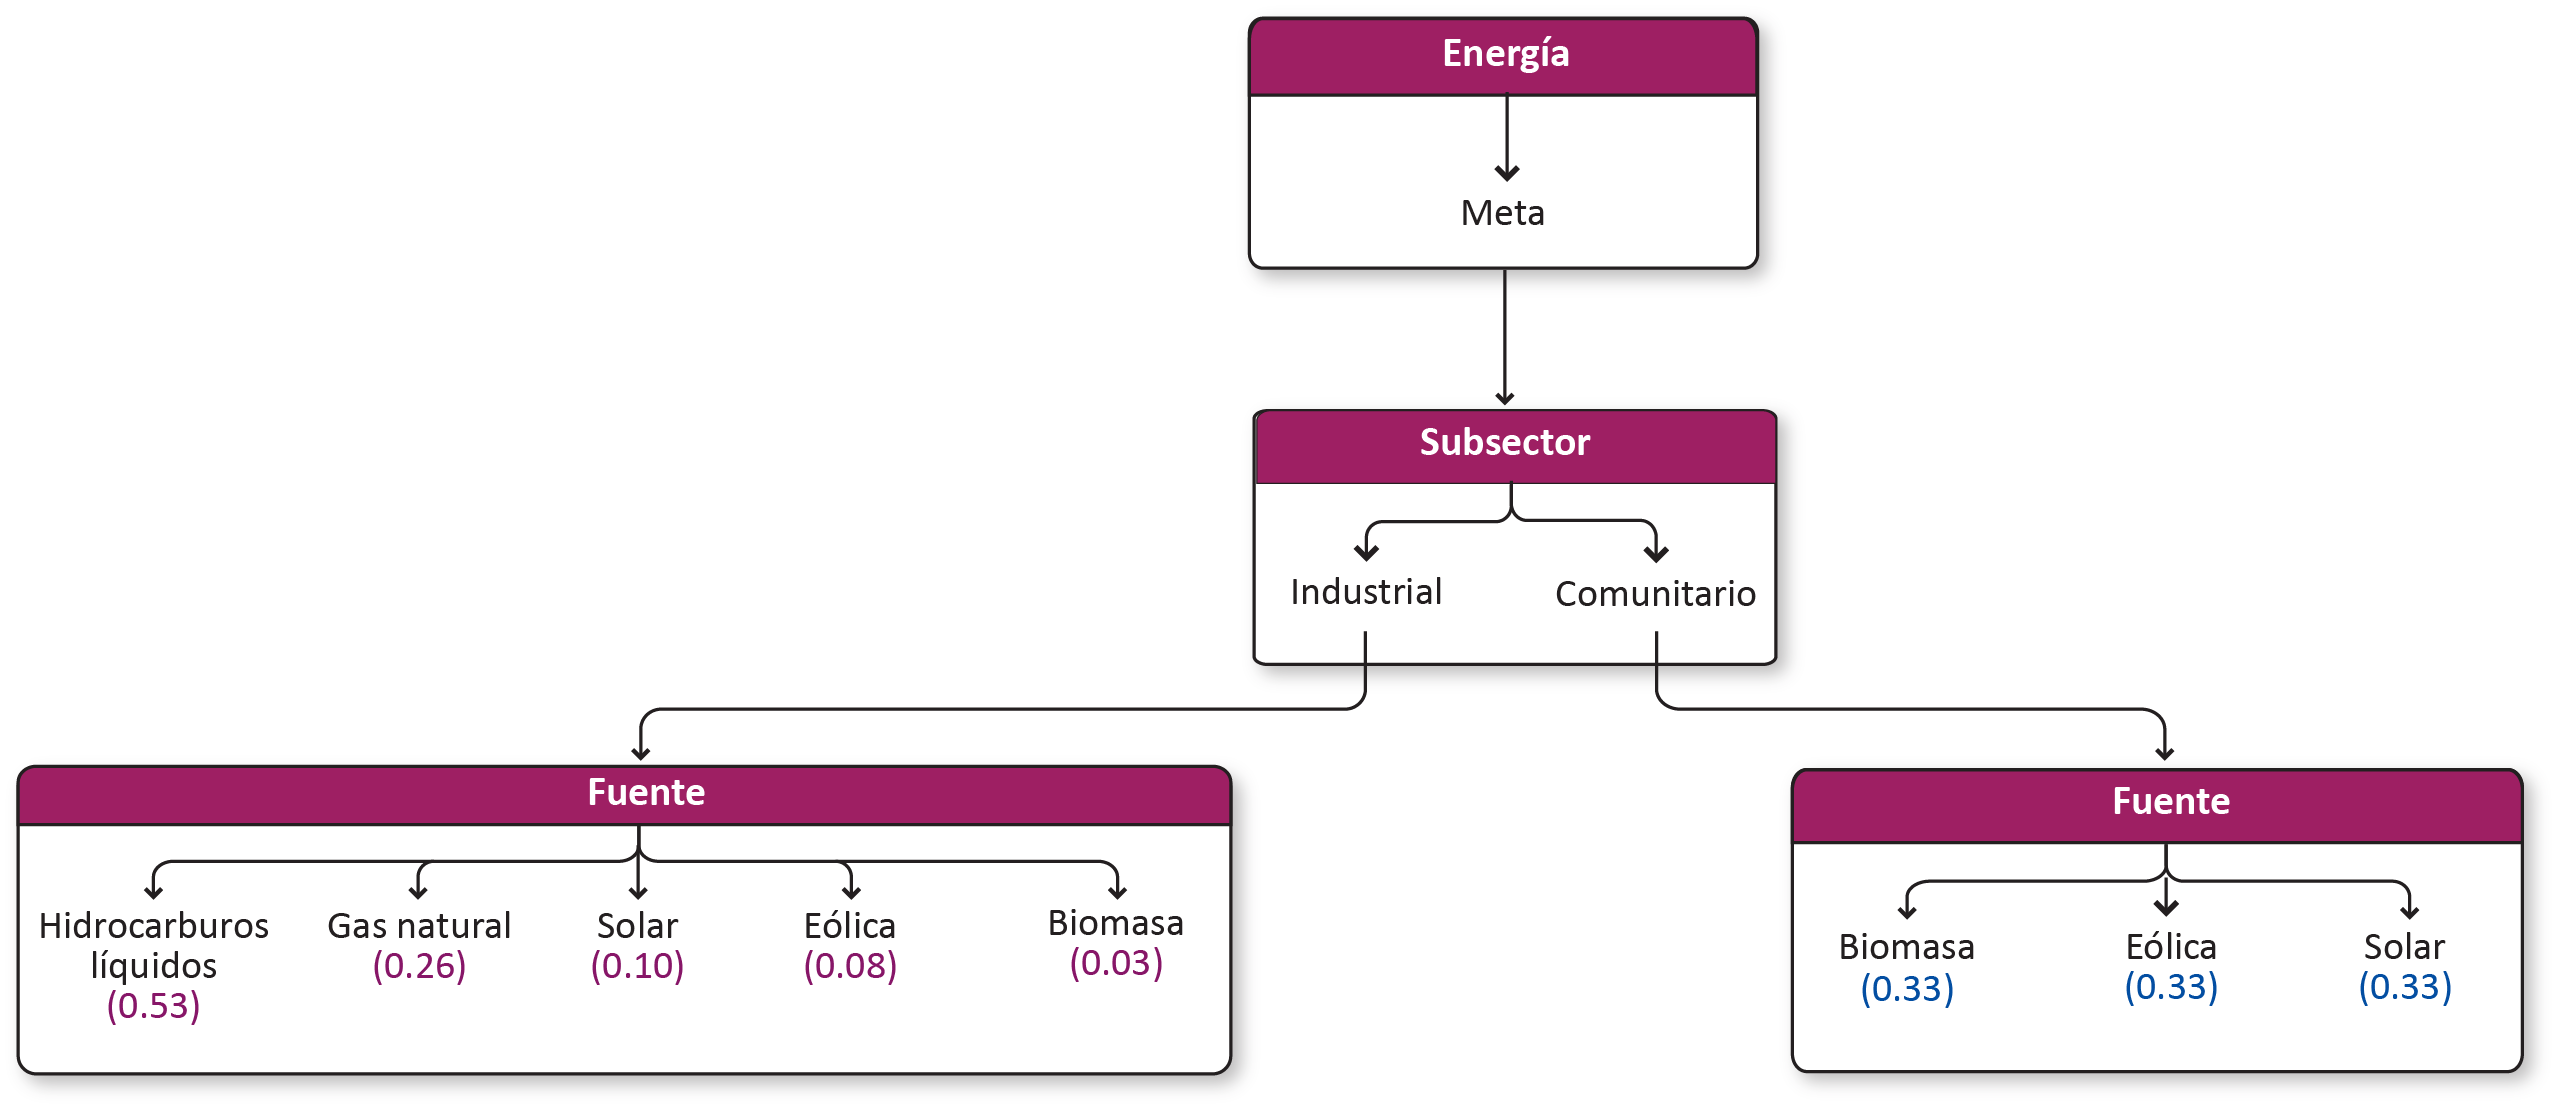 Energía
Meta
Subsector
Industrial
Comunitario
Fuente
Hidrocarburos
líquidos
(0.53)
Gas natural
(0.26)
Solar
(0.10)
Eólica
(0.08)
Biomasa
(0.03)
Fuente
Biomasa
(0.33)
Eólica
(0.33)
Solar
(0.33)